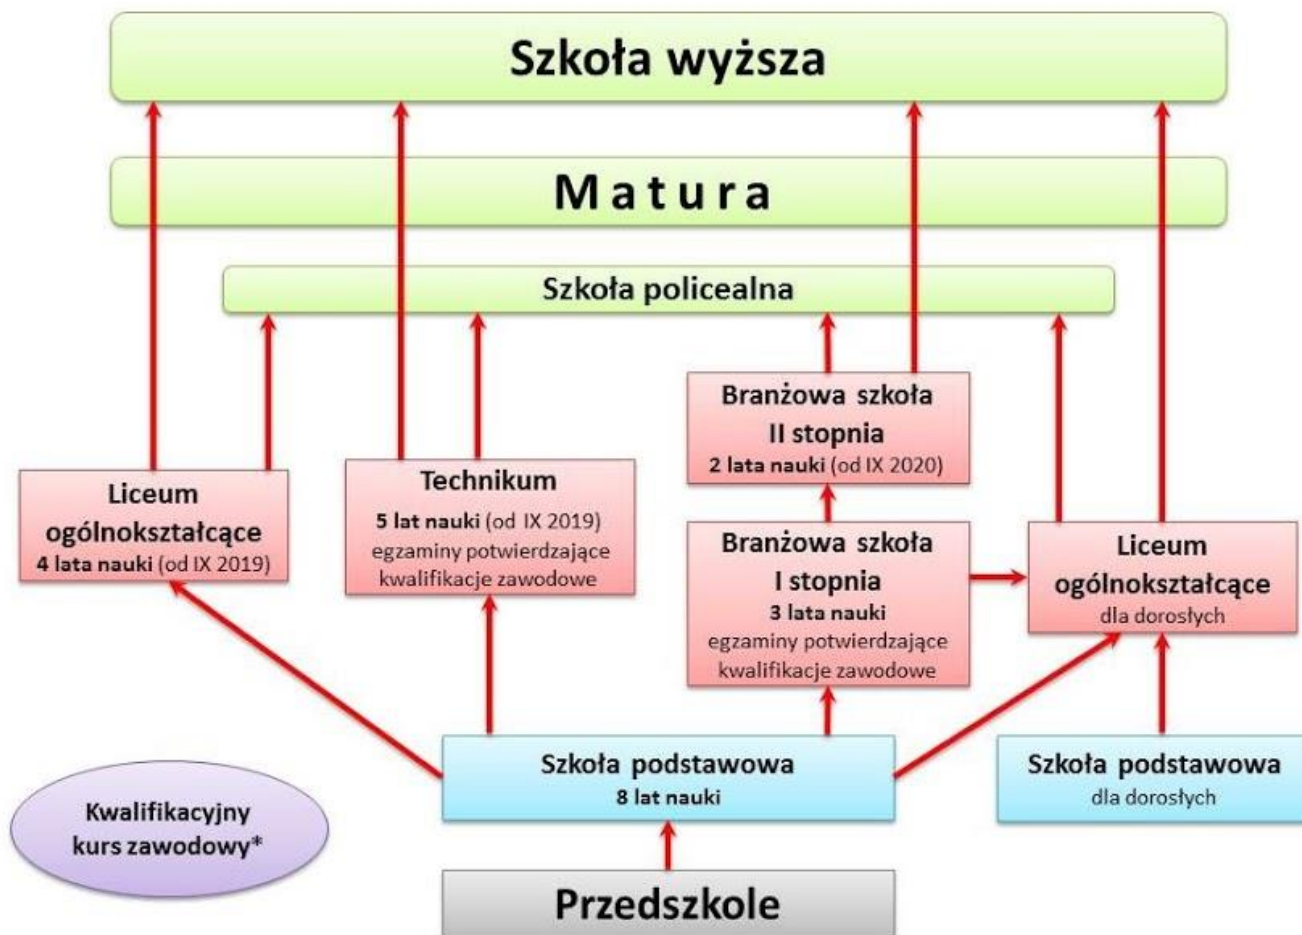 Szkoła wyższa
Matura
Szkoła policealna
Branżowa szkoła
II stopnia
2 lata nauki (od IX 2020)
Liceum
ogólnokształcące
4 lata nauki (od IX 2019)
Technikum
5 lat nauki (od IX 2019)
egzaminy potwierdzające
kwalifikacje zawodowe
Branżowa szkoła
I stopnia
3 lata nauki
egzaminy potwierdzające
kwalifikacje zawodowe
Liceum
ogólnokształcące
dla dorosłych
Szkoła podstawowa
8 lat nauki
Szkoła podstawowa
dla dorosłych
Kwalifikacyjny
kurs zawodowy*
Przedszkole